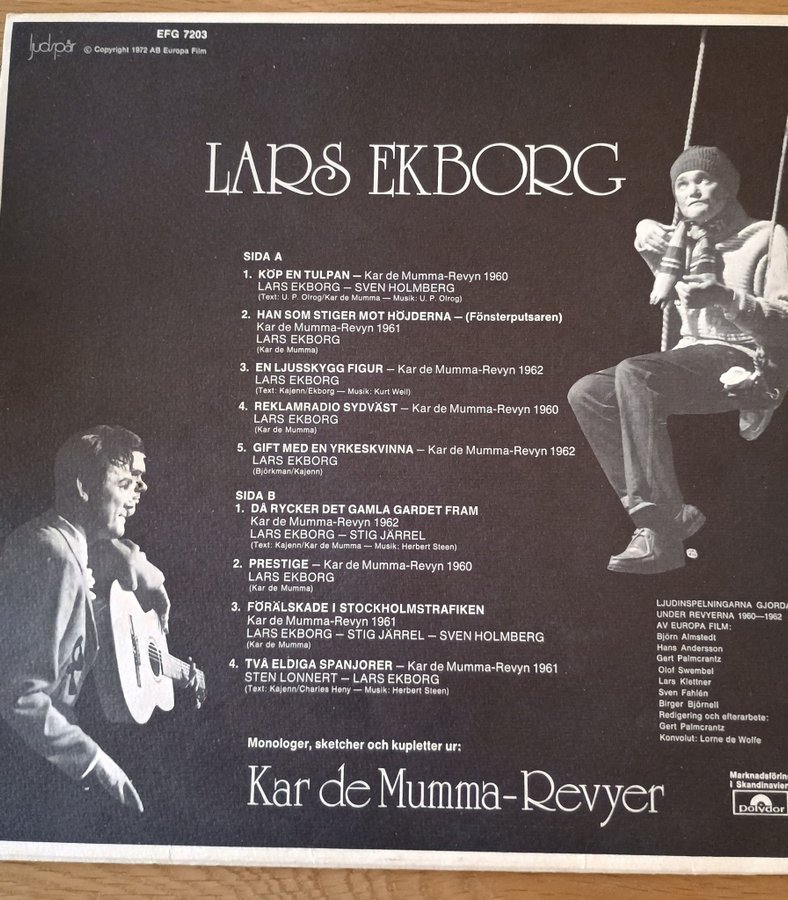 ljudspår
© Copyright 1972 AB Europa Film
EFG 7203
LARS EKBORG
SIDA A
1. KÖP EN TULPAN — Kar de Mumma-Revyn 1960
LARS EKBORG — SVEN HOLMBERG
(Text: U. P. Olrog/Kar de Mumma — Musik: U. P. Olrog)
2. HAN SOM STIGER MOT HÖJDERNA — (Fönsterputsaren)
Kar de Mumma-Revyn 1961
LARS EKBORG
(Kar de Mumma)
3. EN LJUSSKYGG FIGUR — Kar de Mumma-Revyn 1962
LARS EKBORG
(Text: Kajenn/Ekborg — Musik: Kurt Weil)
4. REKLAMRADIO SYDVÄST — Kar de Mumma-Revyn 1960
LARS EKBORG
(Kar de Mumma)
5. GIFT MED EN YRKESKVINNA — Kar de Mumma-Revyn 1962
LARS EKBORG
(Björkman/Kajenn)
SIDA B
1. DÅ RYCKER DET GAMLA GARDET FRAM
Kar de Mumma-Revyn 1962
LARS EKBORG — STIG JÄRREL
(Text: Kajenn/Kar de Mumma — Musik: Herbert Steen)
2. PRESTIGE — Kar de Mumma-Revyn 1960
LARS EKBORG
(Kar de Mumma)
3. FÖRÄLSKADE I STOCKHOLMSTRAFIKEN
Kar de Mumma-Revyn 1961
LARS EKBORG — STIG JÄRREL — SVEN HOLMBERG
(Kar de Mumma)
4. TVÅ ELDIGA SPANJORER — Kar de Mumma-Revyn 1961
STEN LONNERT — LARS EKBORG
(Text: Kajenn/Charles Heny — Musik: Herbert Steen)
LJUDINSPELNINGARNA GJORDA
UNDER REVYERNA 1960—1962
AV EUROPA FILM:
Björn Almstedt
Hans Andersson
Gert Palmcrantz
Olof Swembel
Lars Klettner
Sven Fahlén
Birger Björnell
Redigering och efterarbete:
Gert Palmcrantz
Konvolut: Lorne de Wolfe
Monologer, sketcher och kupletter ur:
Kar de Mumma-Revyer
Marknadsföring
i Skandinavien
polydor